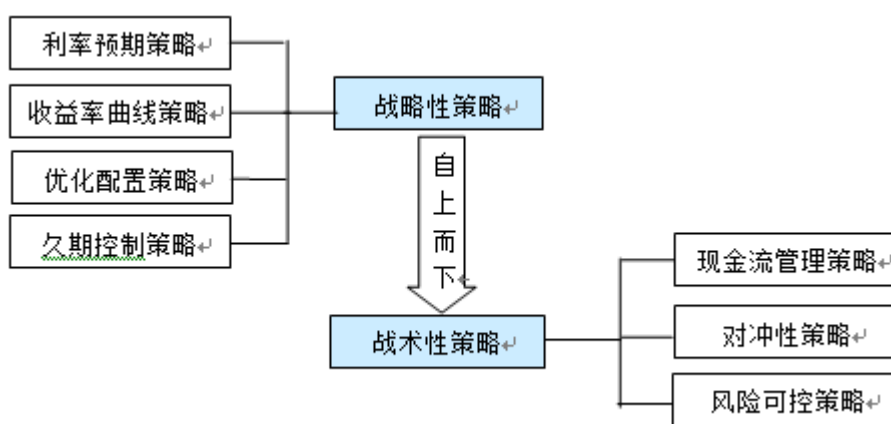 利率预期策略
收益率曲线策略
优化配置策略
久期控制策略
战略性策略
自上而下
战术性策略
现金流管理策略
对冲性策略
风险可控策略